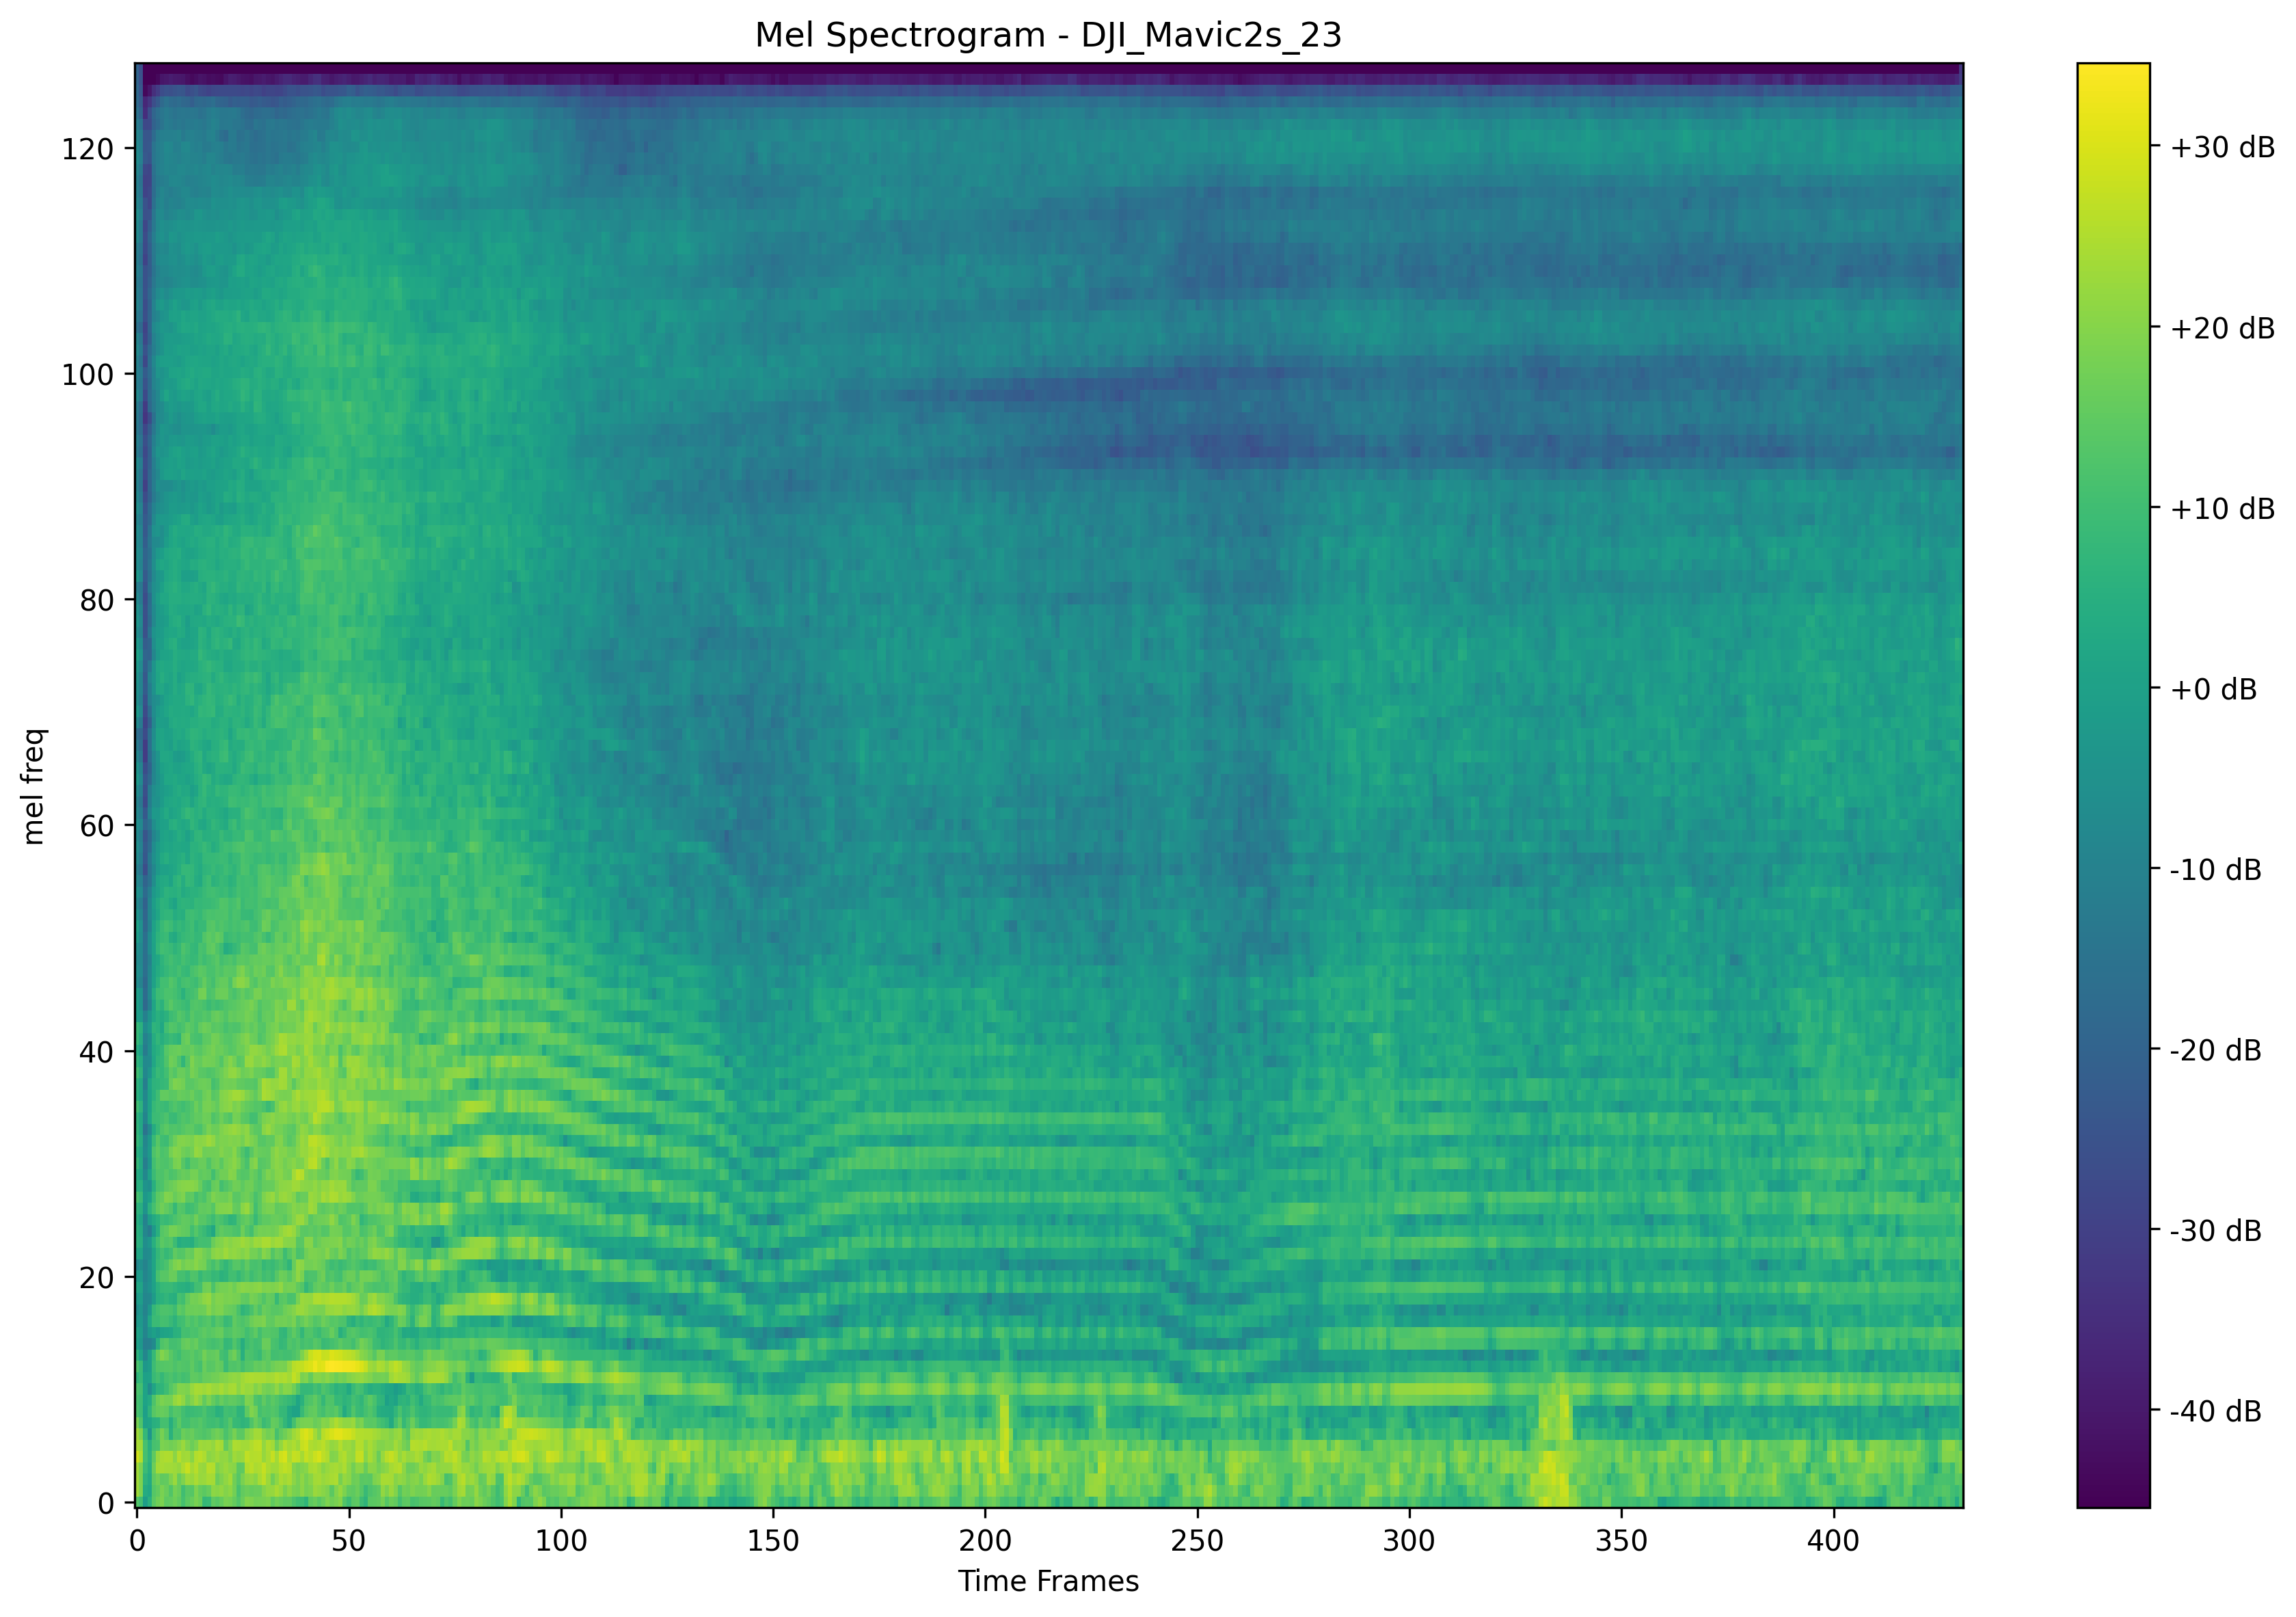 Mel Spectrogram - DJI_Mavic2s_23
mel freq
120
100
80
60
40
20
0
0 50 100 150 200 250 300 350 400
Time Frames
+30 dB
+20 dB
+10 dB
+0 dB
-10 dB
-20 dB
-30 dB
-40 dB